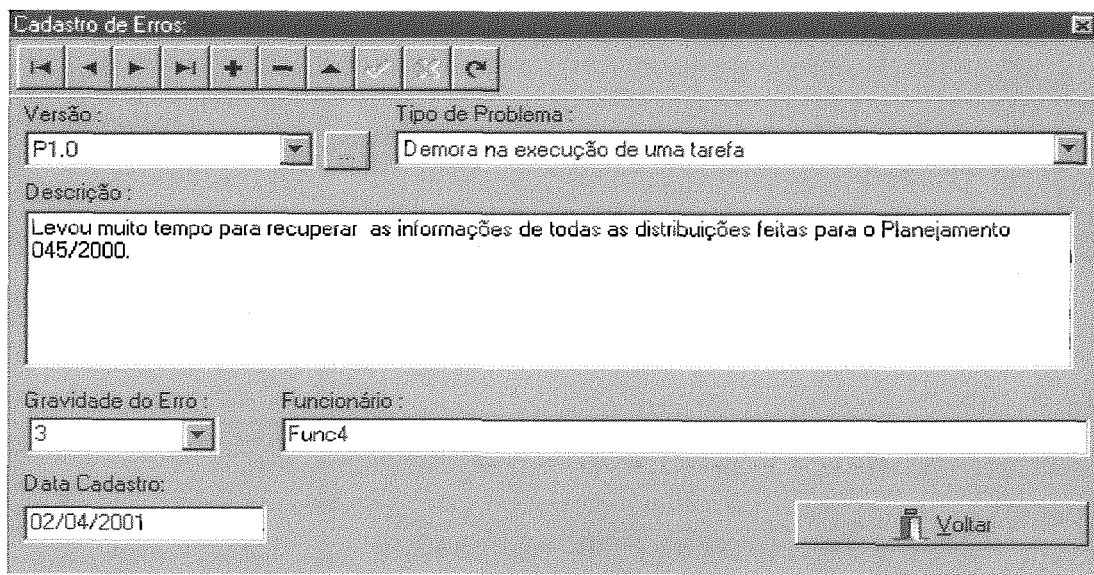 Cadastro de Erros:
Versão :
Tipo de Problema :
P1.0
...
Demora na execução de uma tarefa
Descrição :
Levou muito tempo para recuperar as informações de todas as distribuições feitas para o Planejamento
045/2000.
Gravidade do Erro :
Funcionário :
3
Func4
Data Cadastro:
02/04/2001
Voltar